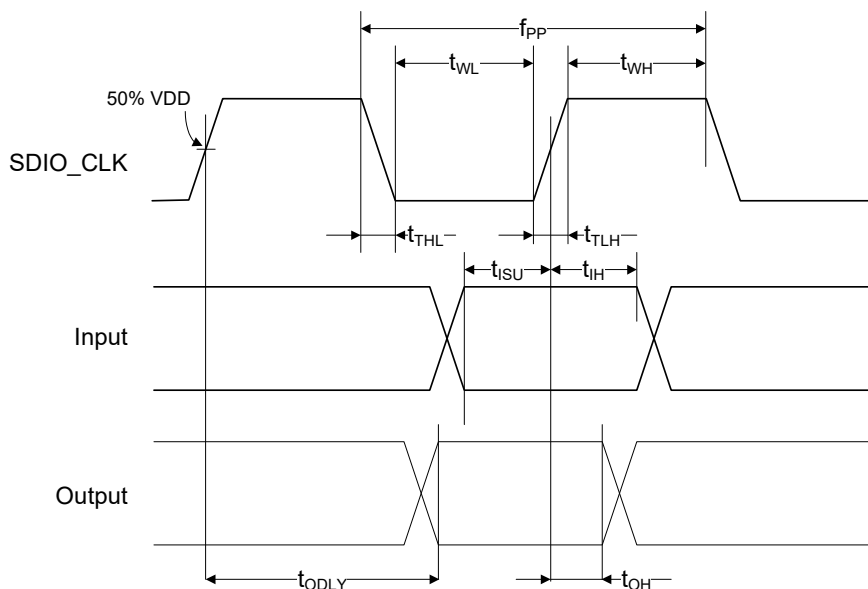 fPP
tWL
tWH
50% VDD
SDIO_CLK
tTHL
tTLH
tISU
tIH
Input
Output
tODLY
tOH